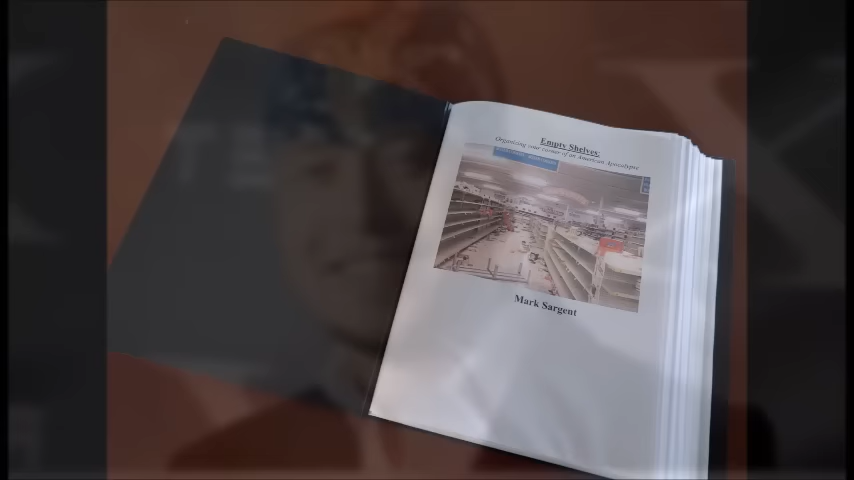 Empty Shelves:
Organizing your corner of an American Apocalypse
Mark Sargent